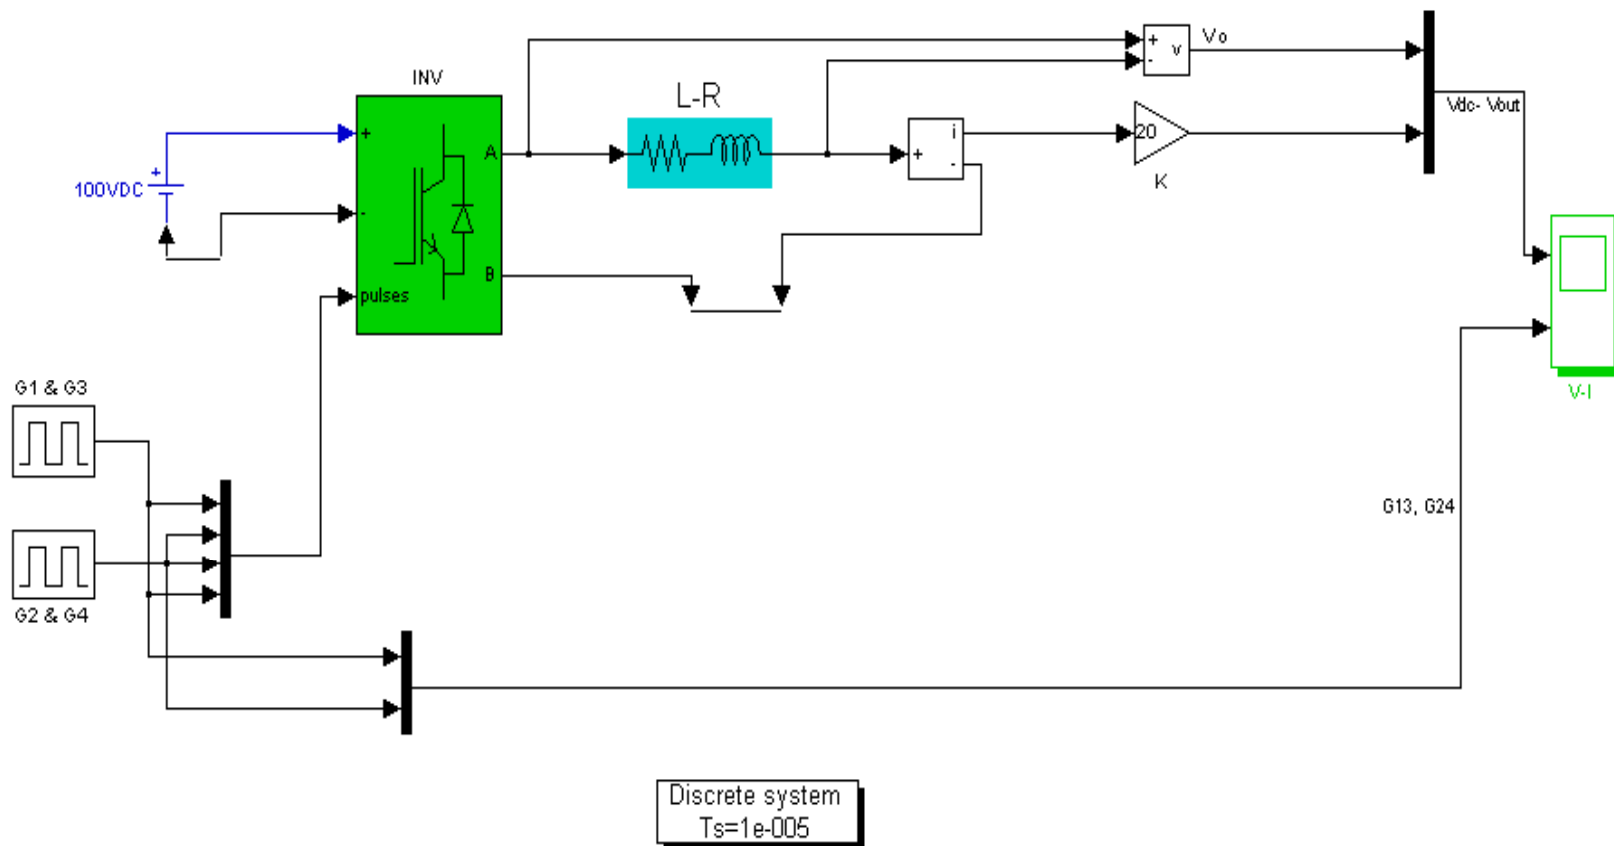 INV
+
A
-
B
pulses
+
100VDC
L-R
+
i
-
+
-
v
Vo
20
K
Vdc- Vout
V-I
G1 & G3
G2 & G4
G13, G24
Discrete system
Ts=1e-005